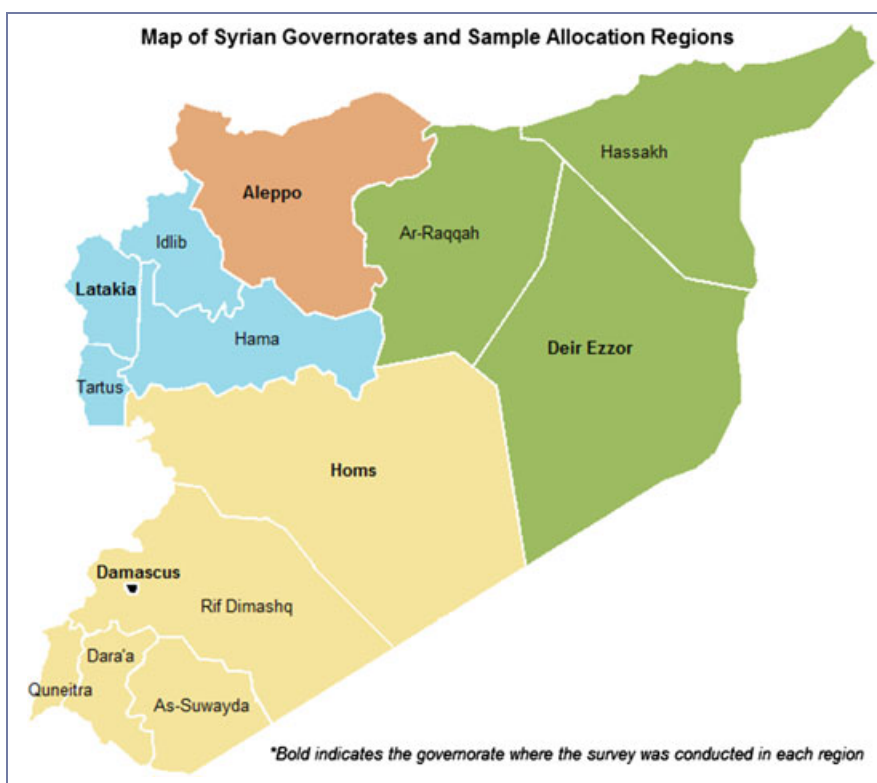 Map of Syrian Governorates and Sample Allocation Regions
Hassakh
Aleppo
Ar-Raqqah
Idlib
Latakia
Hama
Deir Ezzor
Tartus
Homs
Damascus
Rif Dimashq
Dara'a
Quneitra
As-Suwayda
*Bold indicates the governorate where the survey was conducted in each region